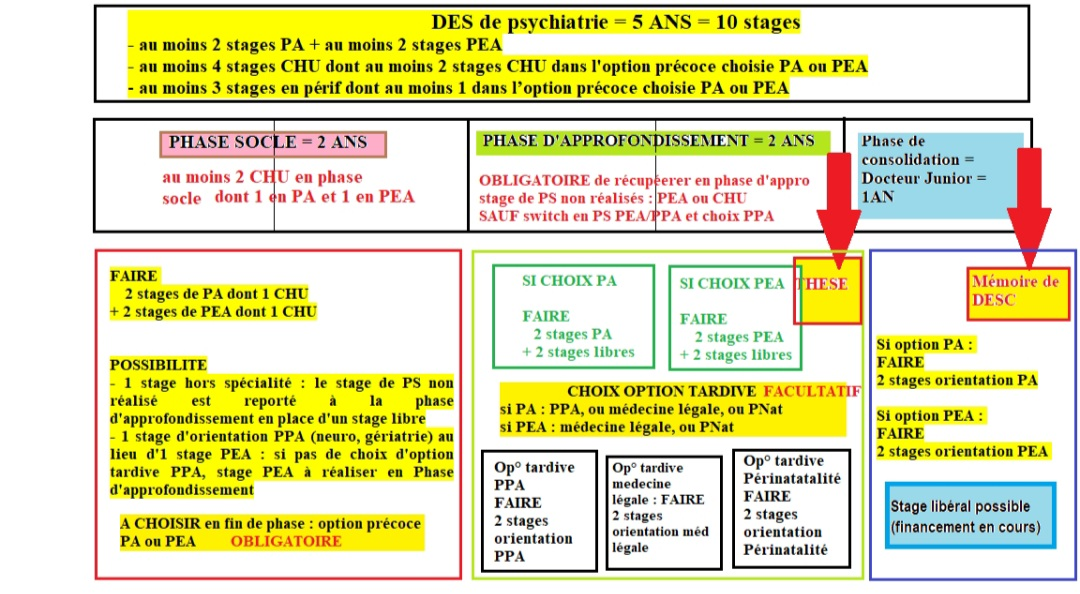 DES de psychiatrie = 5 ANS = 10 stages
- au moins 2 stages PA + au moins 2 stages PEA
- au moins 4 stages CHU dont au moins 2 stages CHU dans l'option précoce choisie PA ou PEA
- au moins 3 stages en périf dont au moins 1 dans l'option précoce choisie PA ou PEA
PHASE SOCLE = 2 ANS
au moins 2 CHU en phase
socle dont 1 en PA et 1 en PEA
PHASE D'APPROFONDISSEMENT = 2 ANS
OBLIGATOIRE de récupéerer en phase d'appro
stage de PS non réalisés : PEA ou CHU
SAUF switch en PS PEA/PPA et choix PPA
Phase de
consolidation =
Docteur Junior =
1AN
FAIRE
2 stages de PA dont 1 CHU
+ 2 stages de PEA dont 1 CHU
POSSIBILITE
- 1 stage hors spécialité : le stage de PS non
réalisé est reporté à la phase
d'approfondissement en place d'un stage libre
- 1 stage d'orientation PPA (neuro, gériatrie) au
lieu d'1 stage PEA : si pas de choix d'option
tardive PPA, stage PEA à réaliser en Phase
d'approfondissement
A CHOISIR en fin de phase : option précoce
PA ou PEA OBLIGATOIRE
SI CHOIX PA
FAIRE
2 stages PA
+ 2 stages libres
SI CHOIX PEA
FAIRE
2 stages PEA
+ 2 stages libres
THESE
CHOIX OPTION TARDIVE FACULTATIF
si PA : PPA, ou médecine légale, ou PNat
si PEA : médecine légale, ou PNat
Op° tardive
PPA
FAIRE
2 stages
orientation
PPA
Op° tardive
medecine
légale : FAIRE
2 stages
orientation méd
légale
Op° tardive
Périnatalité
FAIRE
2 stages
orientation
Périnatalité
Mémoire de
DESC
Si option PA :
FAIRE
2 stages orientation PA
Si option PEA :
FAIRE
2 stages orientation PEA
Stage libéral possible
(financement en cours)